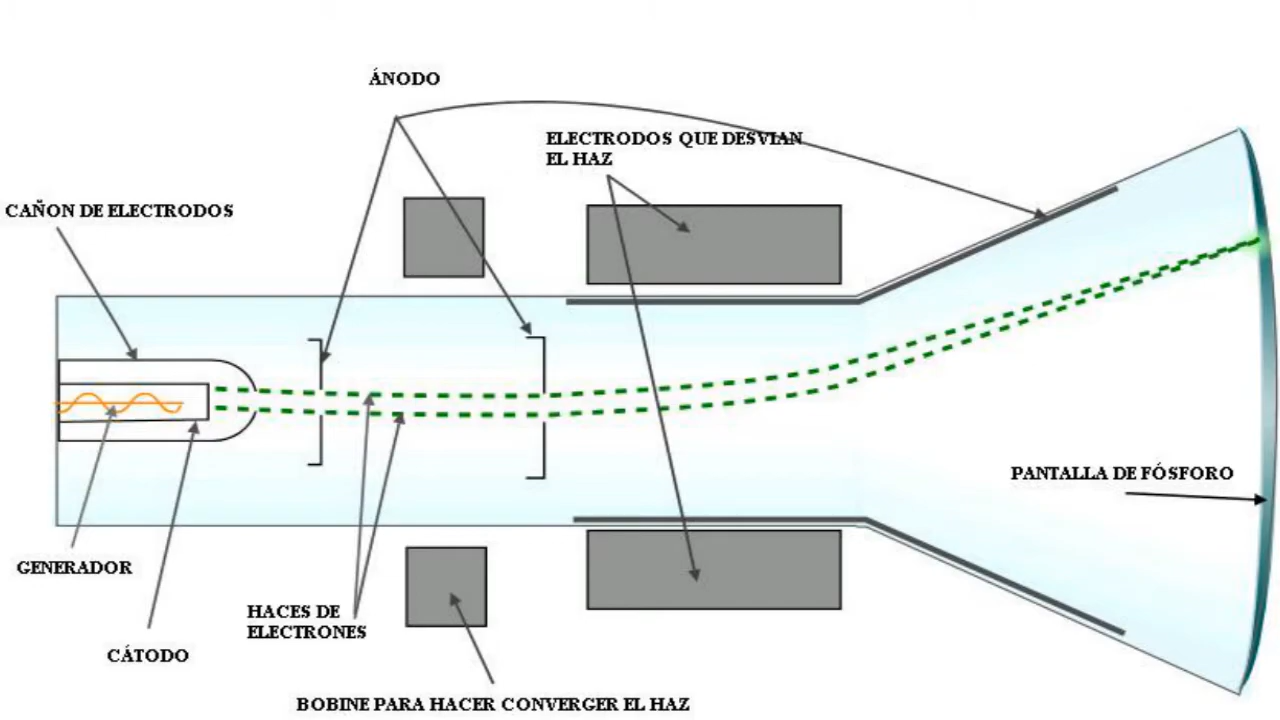 ÁNODO
ELECTRODOS QUE DESVIAN
EL HAZ
CAÑON DE ELECTRODOS
PANTALLA DE FÓSFORO
GENERADOR
HACES DE
ELECTRONES
CÁTODO
BOBINE PARA HACER CONVERGER EL HAZ